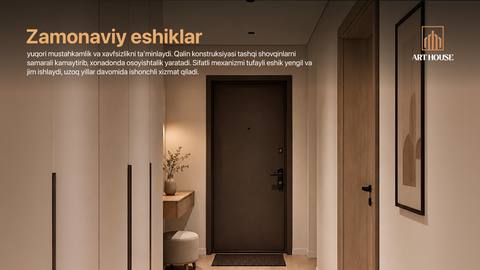 Zamonaviy eshiklar
yuqori mustahkamlik va xavfsizlikni ta'minlaydi. Qalin konstruksiyasi tashqi shovqinlarni
samarali kamaytirib, xonadonda osoyishtalik yaratadi. Sifatli mexanizmi tufayli eshik yengil va
jim ishlaydi, uzoq yillar davomida ishonchli xizmat qiladi.
ART HOUSE